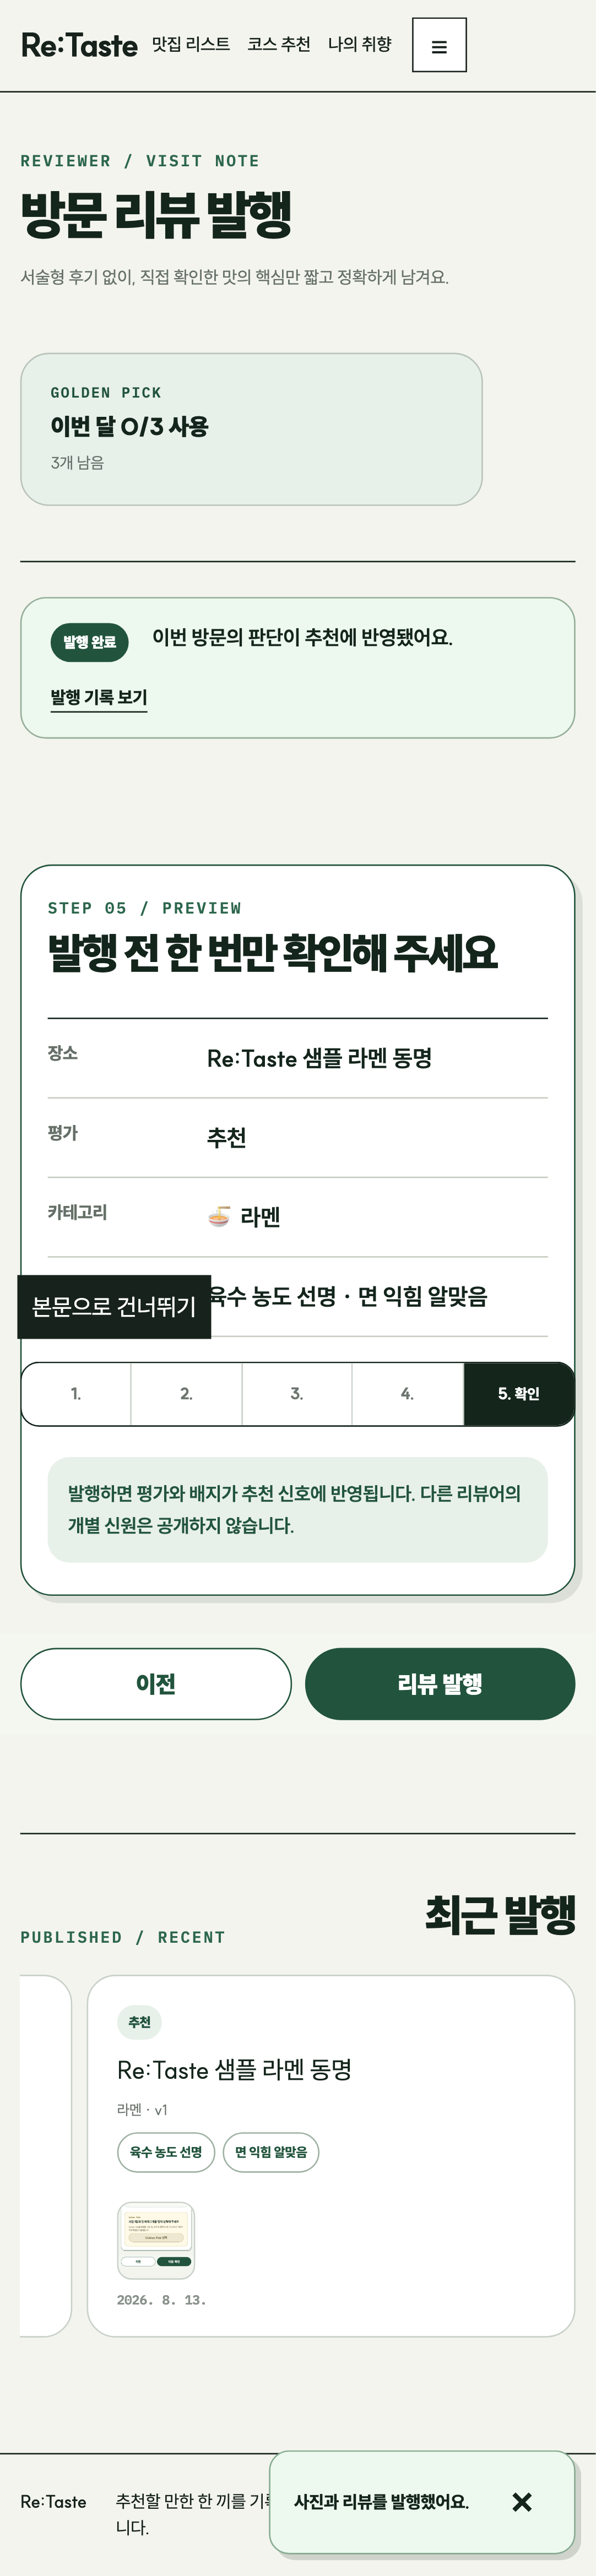 Re:Taste 맛집 리스트 코스 추천 나의 취향
REVIEWER / VISIT NOTE
방문 리뷰 발행
서술형 후기 없이, 직접 확인한 맛의 핵심만 짧고 정확하게 남겨요.
GOLDEN PICK
이번 달 0/3 사용
3개 남음
발행 완료 이번 방문의 판단이 추천에 반영됐어요.
발행 기록 보기
STEP 05 / PREVIEW
발행 전 한 번만 확인해 주세요
장소 Re:Taste 샘플 라멘 동명
평가 추천
카테고리 🍜 라멘
본문으로 건너뛰기 육수 농도 선명 · 면 익힘 알맞음
1. 2. 3. 4. 5. 확인
발행하면 평가와 배지가 추천 신호에 반영됩니다. 다른 리뷰어의
개별 신원은 공개하지 않습니다.
이전 리뷰 발행
최근 발행
PUBLISHED / RECENT
추천
Re:Taste 샘플 라멘 동명
라멘 · v1
육수 농도 선명 면 익힘 알맞음
2026. 8. 13.
Re:Taste 추천할 만한 한 끼를
니다.
사진과 리뷰를 발행했어요. ×